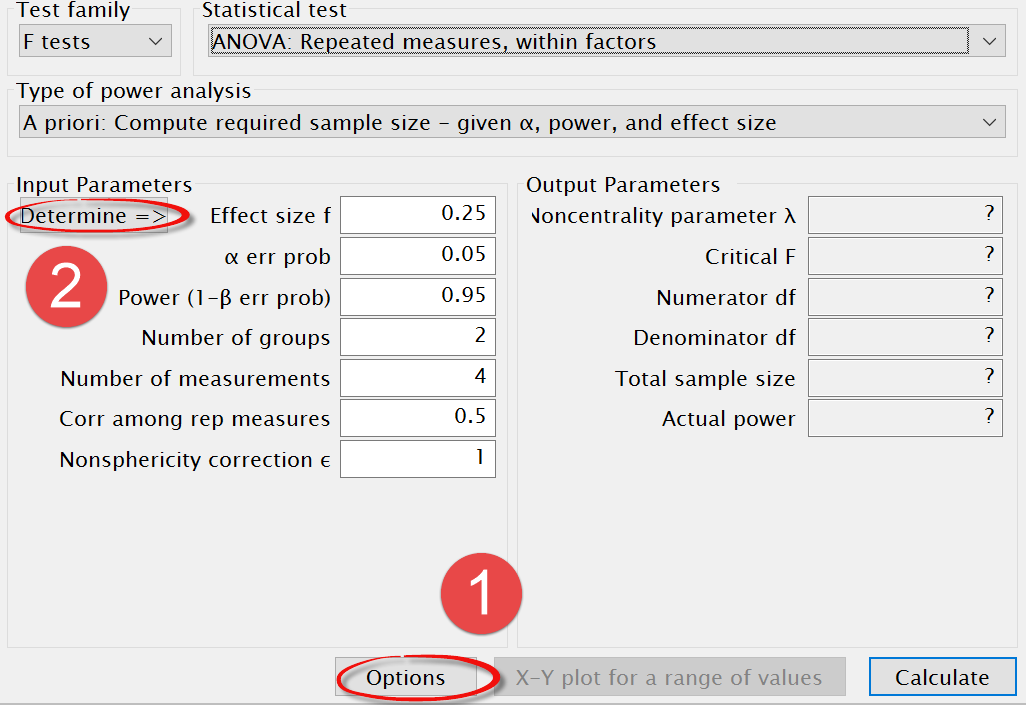 Test family
Statistical test
F tests
ANOVA: Repeated measures, within factors
Type of power analysis
A priori: Compute required sample size – given α, power, and effect size
Input Parameters
Output Parameters
Determine =>
Effect size f
0.25
Noncentrality parameter λ
?
α err prob
0.05
Critical F
?
2
Power (1-β err prob)
0.95
Numerator df
?
Number of groups
2
Denominator df
?
Number of measurements
4
Total sample size
?
Corr among rep measures
0.5
Actual power
?
Nonsphericity correction ϵ
1
1
Options
X-Y plot for a range of values
Calculate